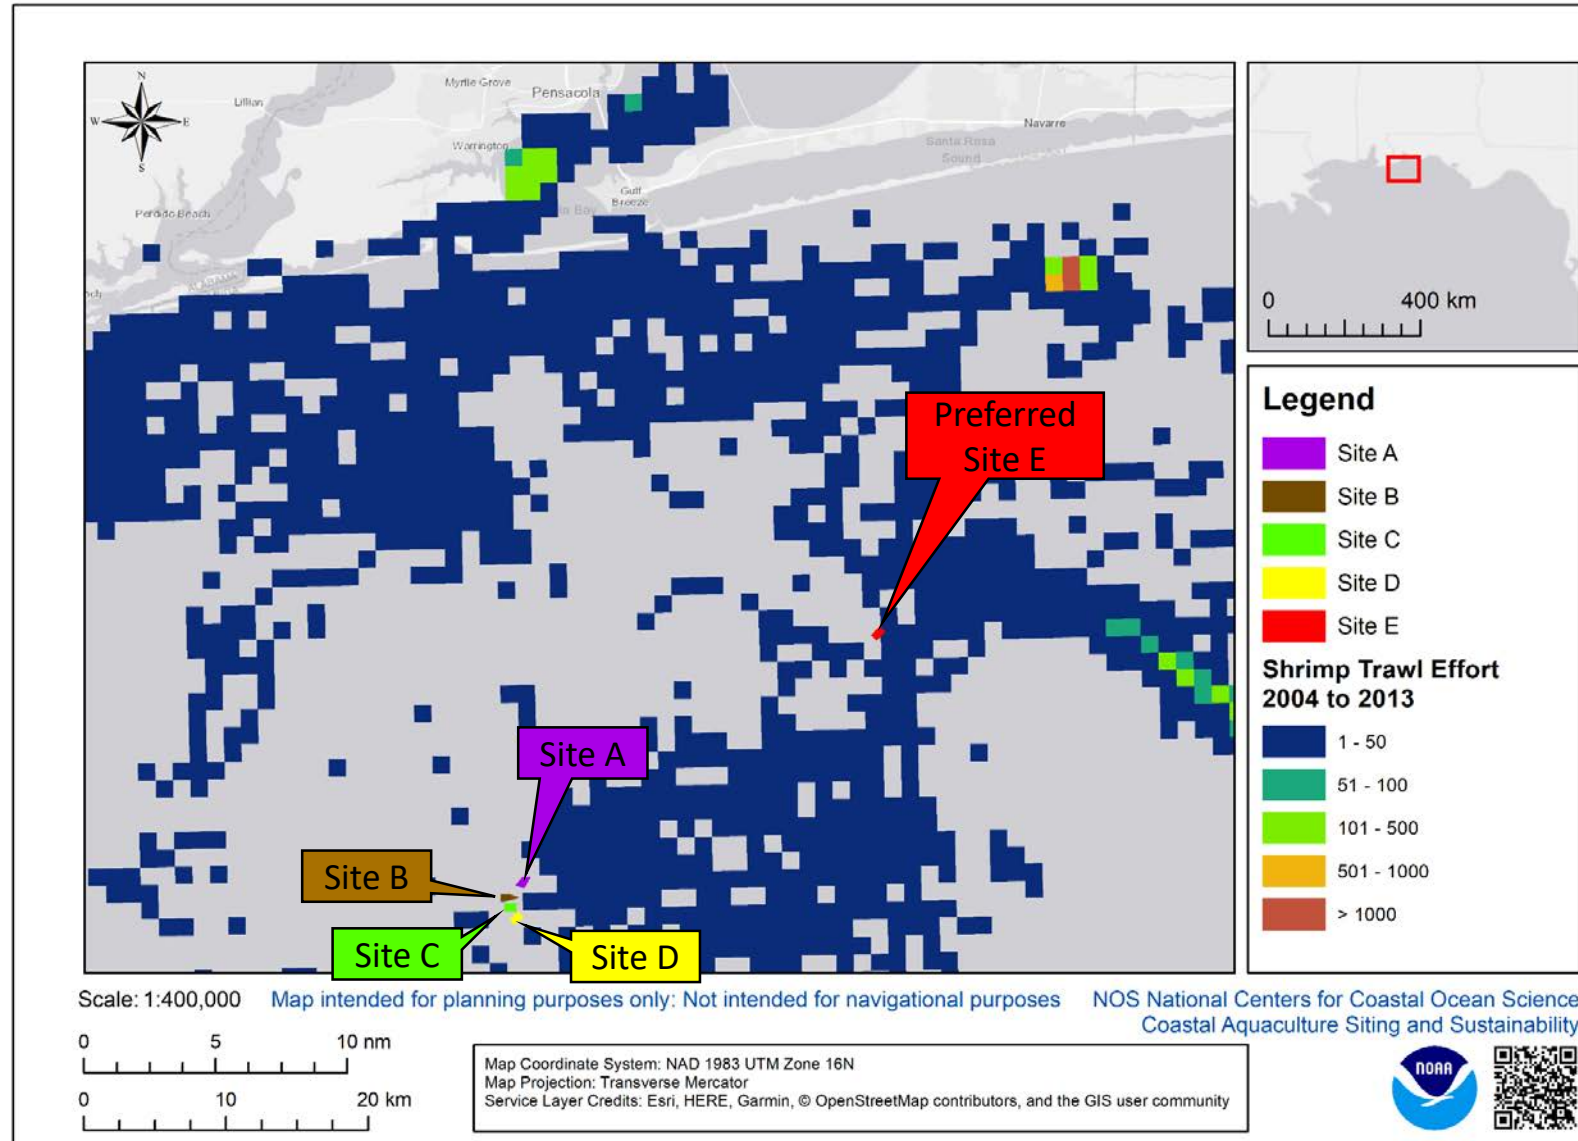 N
W
E
S
Lillian
Myrtle Grove
Pensacola
Warrington
Navarre
Santa Rosa
Sound
Gulf
Breeze
Bay
Perdido Beach
ALABAMA
Preferred
Site E
Site A
Site B
Site C
Site D
0
400 km
Legend
Site A
Site B
Site C
Site D
Site E
Shrimp Trawl Effort
2004 to 2013
1 - 50
51 - 100
101 - 500
501 - 1000
> 1000
Scale: 1:400,000
Map intended for planning purposes only: Not intended for navigational purposes
NOS National Centers for Coastal Ocean Science
Coastal Aquaculture Siting and Sustainability
0 5 10 nm
0 10 20 km
Map Coordinate System: NAD 1983 UTM Zone 16N
Map Projection: Transverse Mercator
Service Layer Credits: Esri, HERE, Garmin, © OpenStreetMap contributors, and the GIS user community
NOAA